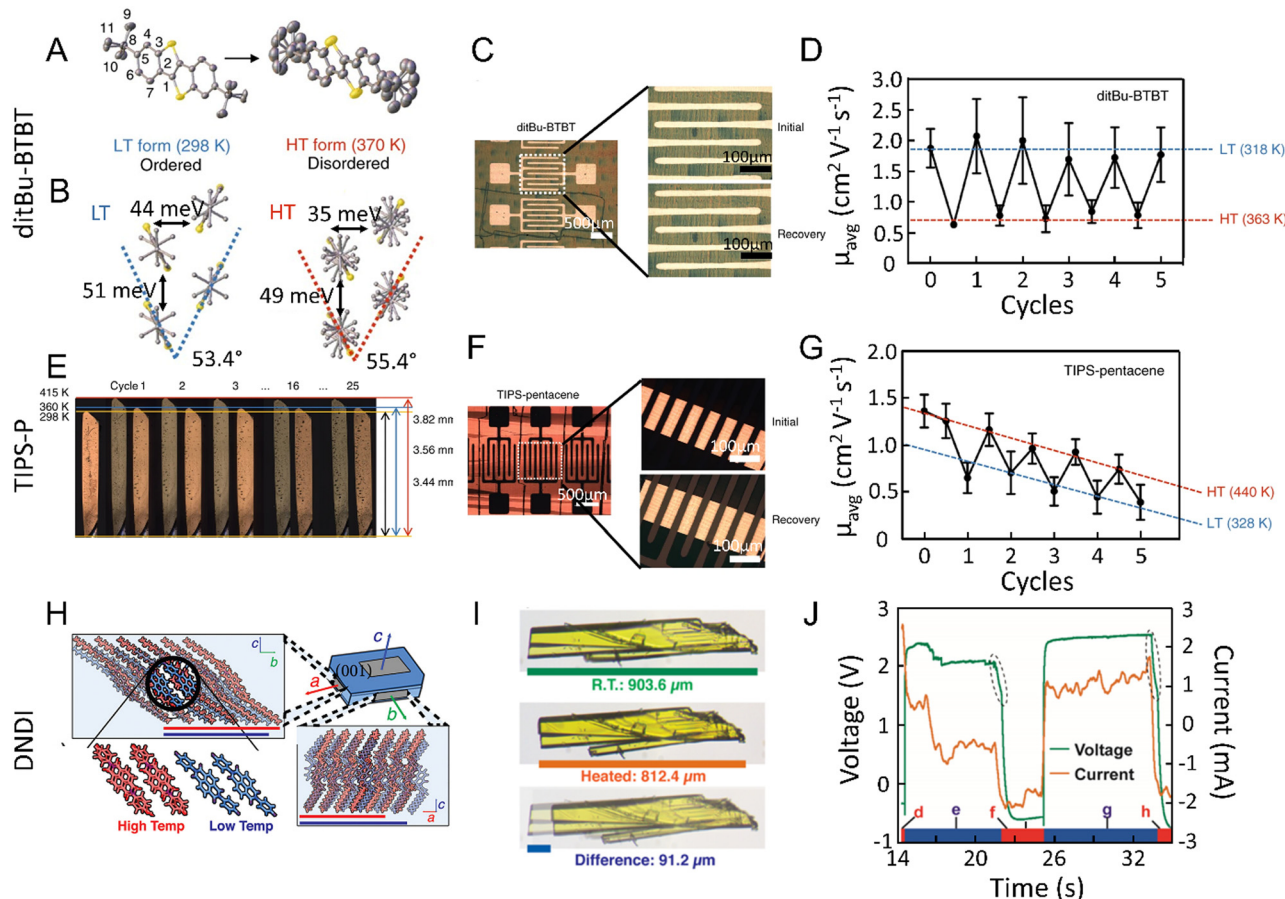 A
9
11
4
8
3
5
2
10
6
1
7
LT form (298 K)
Ordered
HT form (370 K)
Disordered
ditBu-BTBT
B
LT
44 meV
51 meV
53.4°
HT
35 meV
49 meV
55.4°
C
ditBu-BTBT
500µm
100µm
Initial
100µm
Recovery
D
ditBu-BTBT
µavg (cm2 V-1 s-1)
3.0
2.5
2.0
1.5
1.0
0.5
0
LT (318 K)
HT (363 K)
0 1 2 3 4 5
Cycles
TIPS-P
E
Cycle 1 2 3 ... 16 ... 25
415 K
360 K
298 K
3.82 mm
3.56 mm
3.44 mm
F
TIPS-pentacene
500µm
100µm
Initial
100µm
Recovery
G
TIPS-pentacene
µavg (cm2 V-1 s-1)
2.0
1.5
1.0
0.5
0
HT (440 K)
LT (328 K)
0 1 2 3 4 5
Cycles
DNDI
H
c
b
(001)
c
a
b
c
a
High Temp
Low Temp
I
R.T.: 903.6 µm
Heated: 812.4 µm
Difference: 91.2 µm
J
Voltage (V)
3
2
1
0
-1
Current (mA)
3
2
1
0
-1
-2
-3
Voltage
Current
d e f g h
14 20 26 32
Time (s)